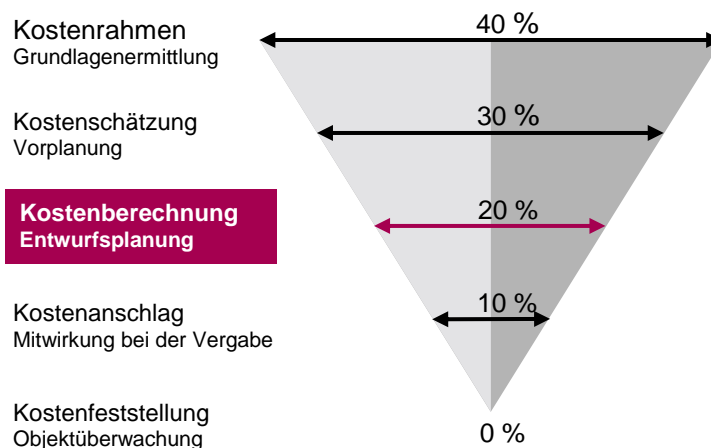 Kostenrahmen
Grundlagenermittlung
40 %
Kostenschätzung
Vorplanung
30 %
Kostenberechnung
Entwurfsplanung
20 %
Kostenanschlag
Mitwirkung bei der Vergabe
10 %
Kostenfeststellung
Objektüberwachung
0 %